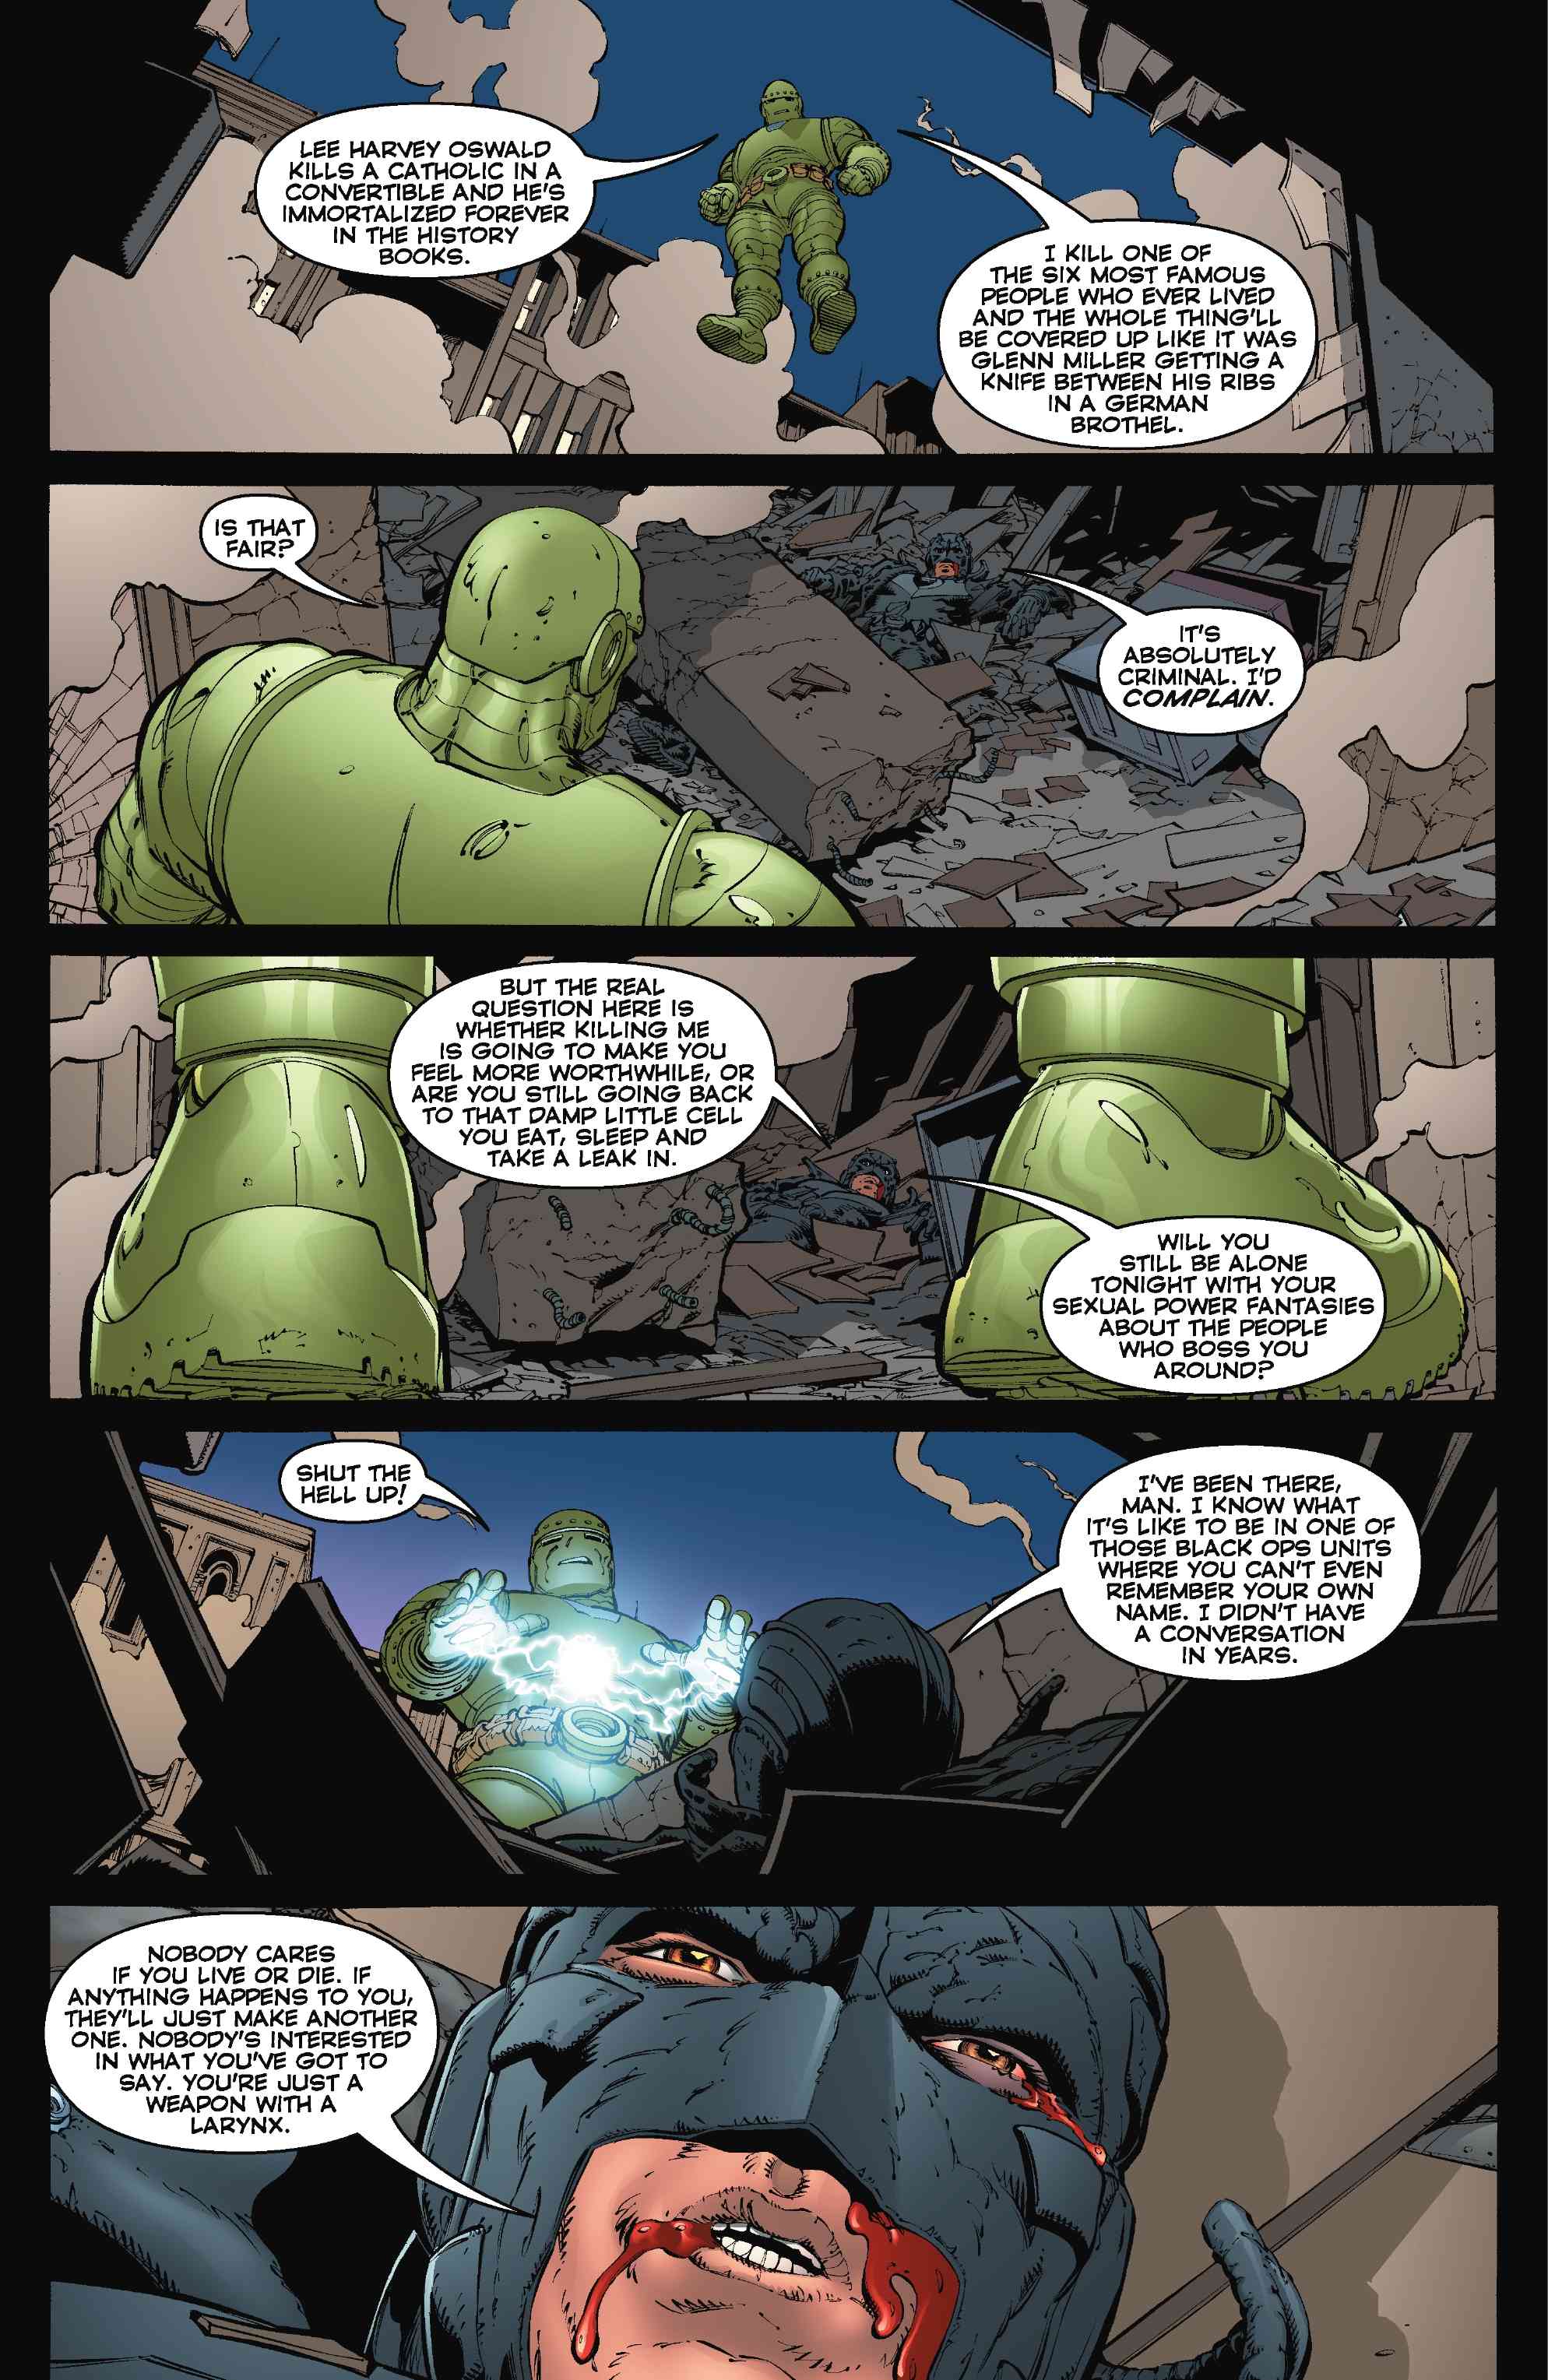 LEE HARVEY OSWALD
KILLS A CATHOLIC IN A
CONVERTIBLE AND HE'S
IMMORTALIZED FOREVER
IN THE HISTORY
BOOKS.
I KILL ONE OF
THE SIX MOST FAMOUS
PEOPLE WHO EVER LIVED
AND THE WHOLE THING'LL
BE COVERED UP LIKE IT WAS
GLENN MILLER GETTING A
KNIFE BETWEEN HIS RIBS
IN A GERMAN
BROTHEL.
IS THAT
FAIR?
IT'S
ABSOLUTELY
CRIMINAL. I'D
COMPLAIN.
BUT THE REAL
QUESTION HERE IS
WHETHER KILLING ME
IS GOING TO MAKE YOU
FEEL MORE WORTHWHILE, OR
ARE YOU STILL GOING BACK
TO THAT DAMP LITTLE CELL
YOU EAT, SLEEP AND
TAKE A LEAK IN.
WILL YOU
STILL BE ALONE
TONIGHT WITH YOUR
SEXUAL POWER FANTASIES
ABOUT THE PEOPLE
WHO BOSS YOU
AROUND?
SHUT THE
HELL UP!
I'VE BEEN THERE,
MAN. I KNOW WHAT
IT'S LIKE TO BE IN ONE OF
THOSE BLACK OPS UNITS
WHERE YOU CAN'T EVEN
REMEMBER YOUR OWN
NAME. I DIDN'T HAVE
A CONVERSATION
IN YEARS.
NOBODY CARES
IF YOU LIVE OR DIE. IF
ANYTHING HAPPENS TO YOU,
THEY'LL JUST MAKE ANOTHER
ONE. NOBODY'S INTERESTED
IN WHAT YOU'VE GOT TO
SAY. YOU'RE JUST A
WEAPON WITH A
LARYNX.